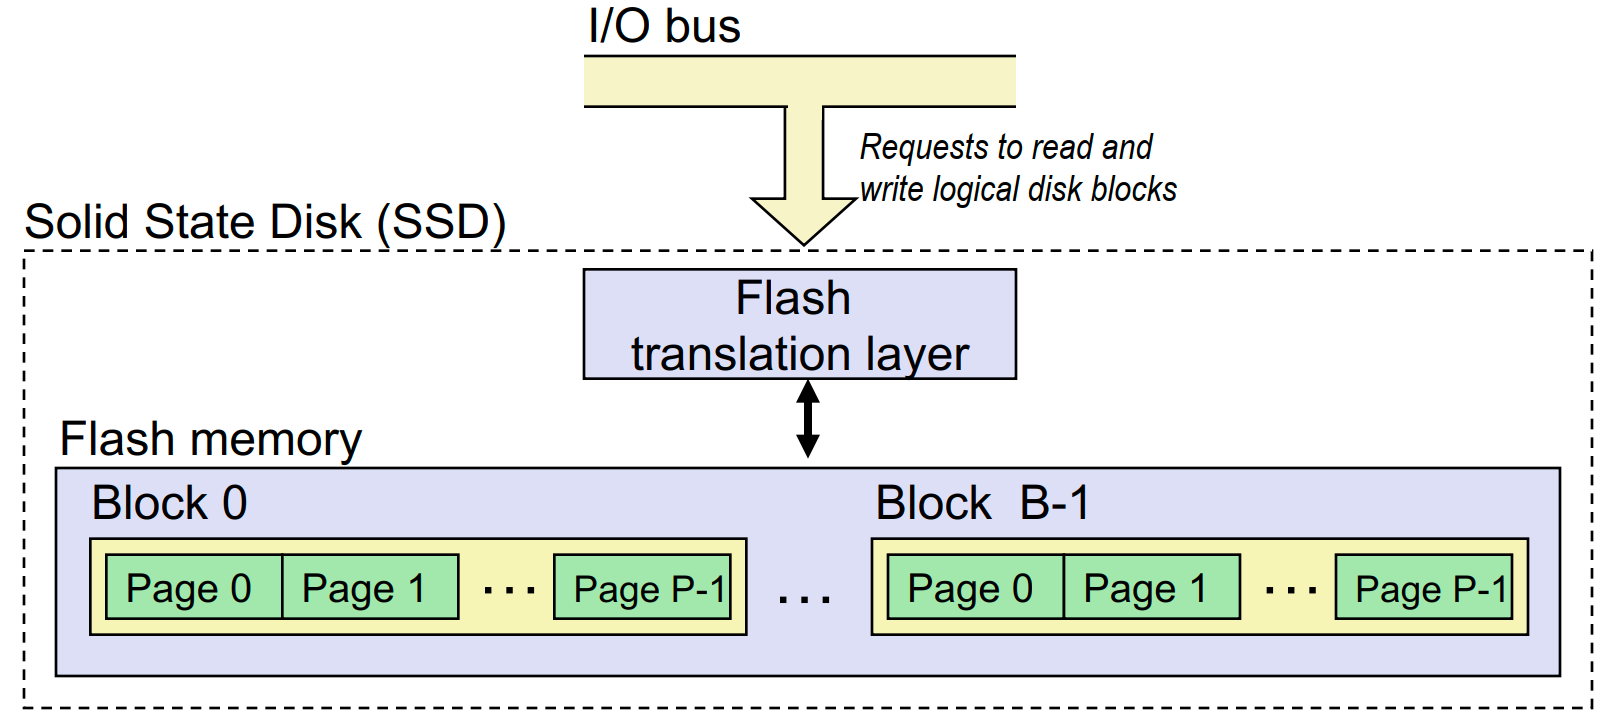 I/O bus
Requests to read and
write logical disk blocks
Solid State Disk (SSD)
Flash
translation layer
Flash memory
Block 0
Block B-1
Page 0
Page 1
...
Page P-1
...
Page 0
Page 1
...
Page P-1